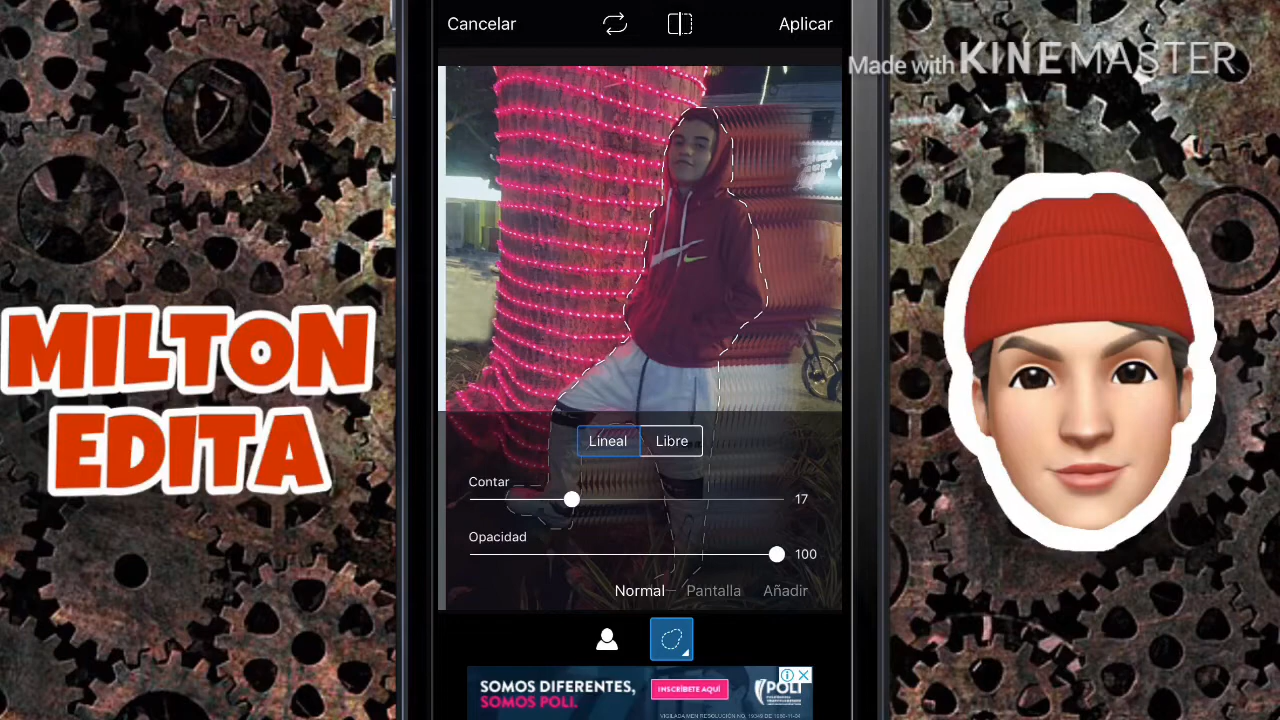 Cancelar
Aplicar
Made with KINEMASTER
MILTON
EDITA
Líneal
Libre
Contar
17
Opacidad
100
Normal
Pantalla
Añadir
SOMOS DIFERENTES,
SOMOS POLI.
INSCRÍBETE AQUÍ
POLI